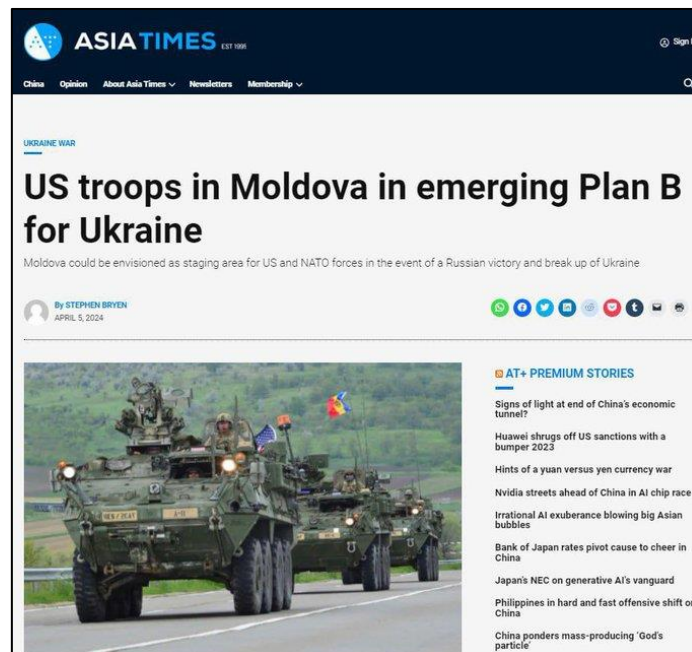 ASIA TIMES EST 1995
Sign
China Opinion About Asia Times Newsletters Membership
UKRAINE WAR
US troops in Moldova in emerging Plan B
for Ukraine
Moldova could be envisioned as staging area for US and NATO forces in the event of a Russian victory and break up of Ukraine
By STEPHEN BRYEN
APRIL 5, 2024
AT+ PREMIUM STORIES
Signs of light at end of China's economic
tunnel?
Huawei shrugs off US sanctions with a
bumper 2023
Hints of a yuan versus yen currency war
Nvidia streets ahead of China in AI chip race
Irrational AI exuberance blowing big Asian
bubbles
Bank of Japan rates pivot cause to cheer in
China
Japan's NEC on generative AI's vanguard
Philippines in hard and fast offensive shift on
China
China ponders mass-producing 'God's
particle'